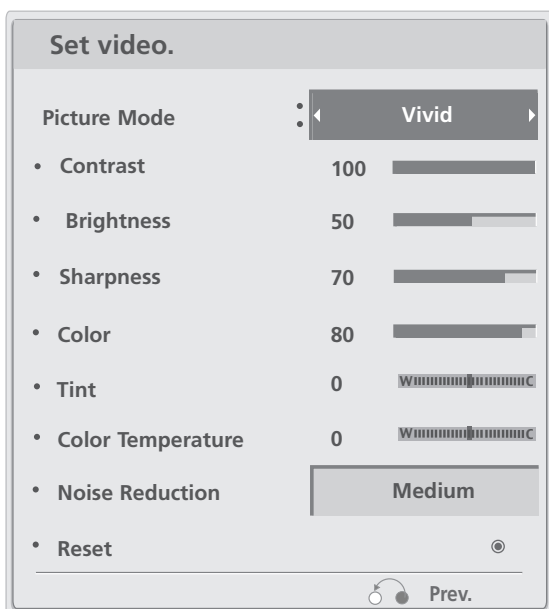 Set video.
Picture Mode : Vivid
• Contrast 100
• Brightness 50
• Sharpness 70
• Color 80
• Tint 0 W C
• Color Temperature 0 W C
• Noise Reduction Medium
• Reset
Prev.